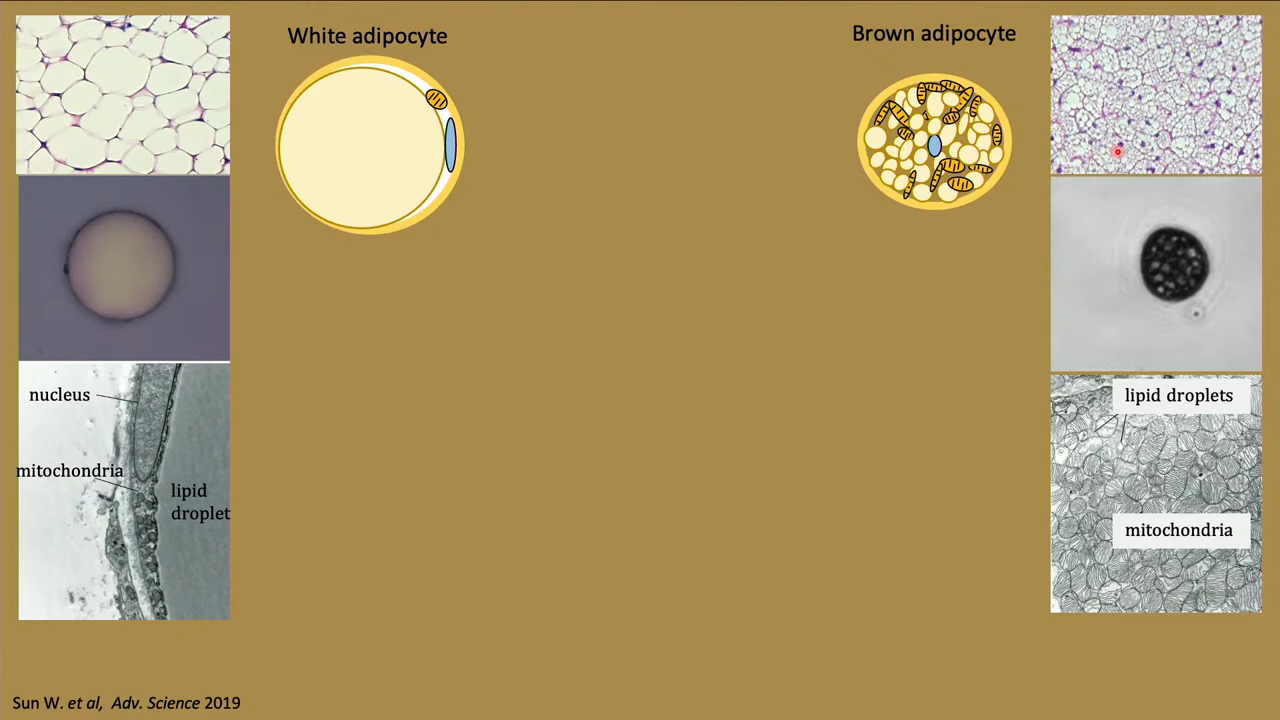 White adipocyte
Brown adipocyte
nucleus
mitochondria
lipid
droplet
lipid droplets
mitochondria
Sun W. et al, Adv. Science 2019